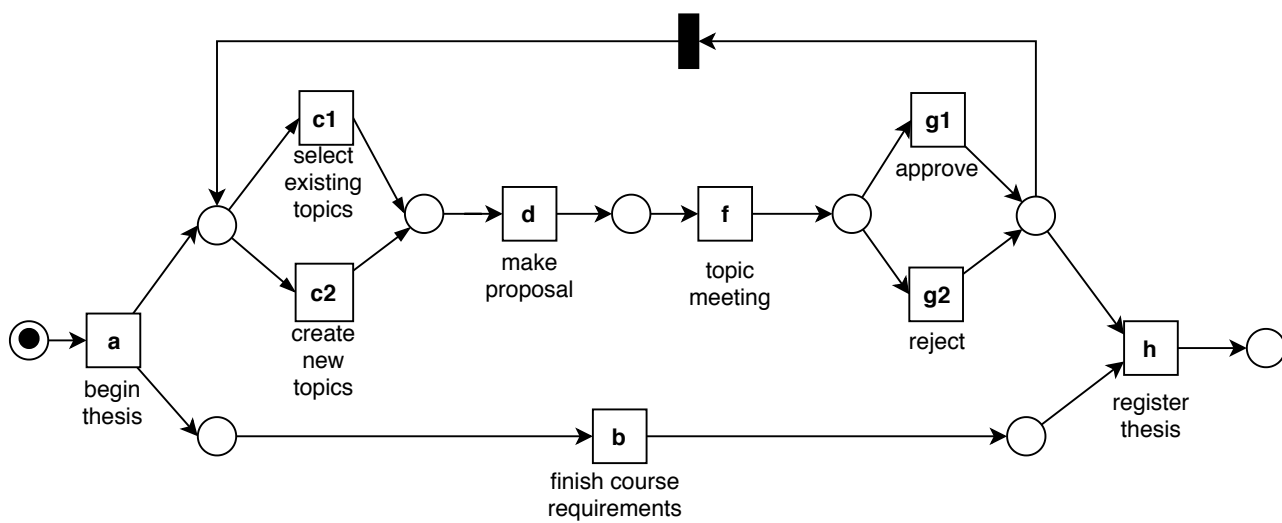 c1
select
existing
topics
g1
approve
d
make
proposal
f
topic
meeting
c2
create
new
topics
g2
reject
a
begin
thesis
h
register
thesis
b
finish course
requirements